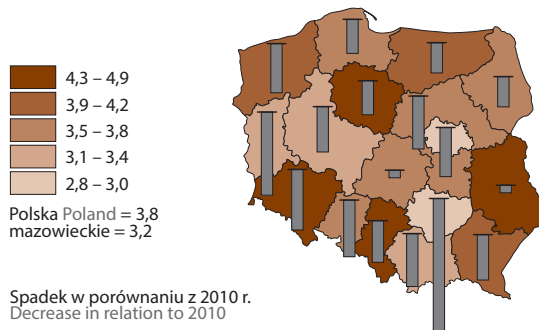 4,3 – 4,9
3,9 – 4,2
3,5 – 3,8
3,1 – 3,4
2,8 – 3,0
Polska Poland = 3,8
mazowieckie = 3,2
Spadek w porównaniu z 2010 r.
Decrease in relation to 2010